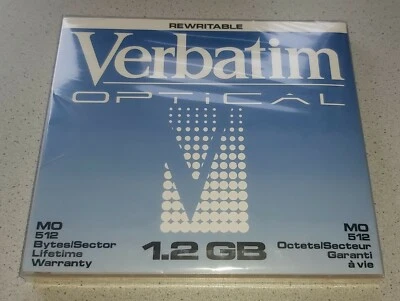 REWRITABLE
Verbatim
OPTICAL
MO
512
Bytes/Sector
Lifetime
Warranty
1.2 GB
MO
512
Octets/Secteur
Garanti
à vie